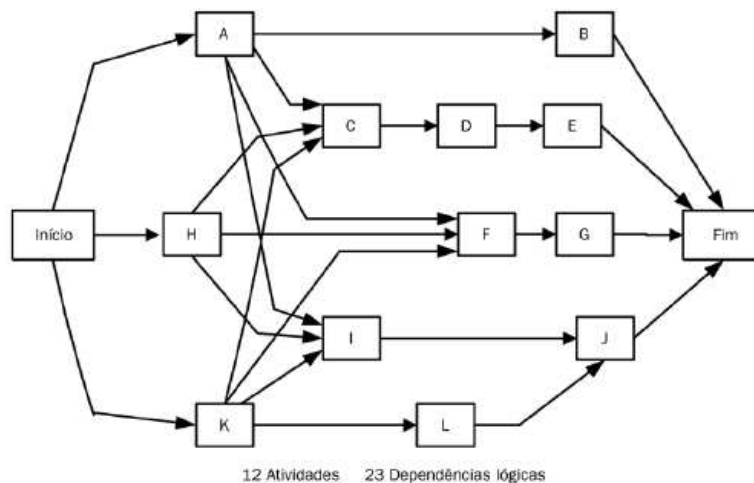 A
B
C
D
E
Início
H
F
G
Fim
I
J
K
L
12 Atividades 23 Dependências lógicas